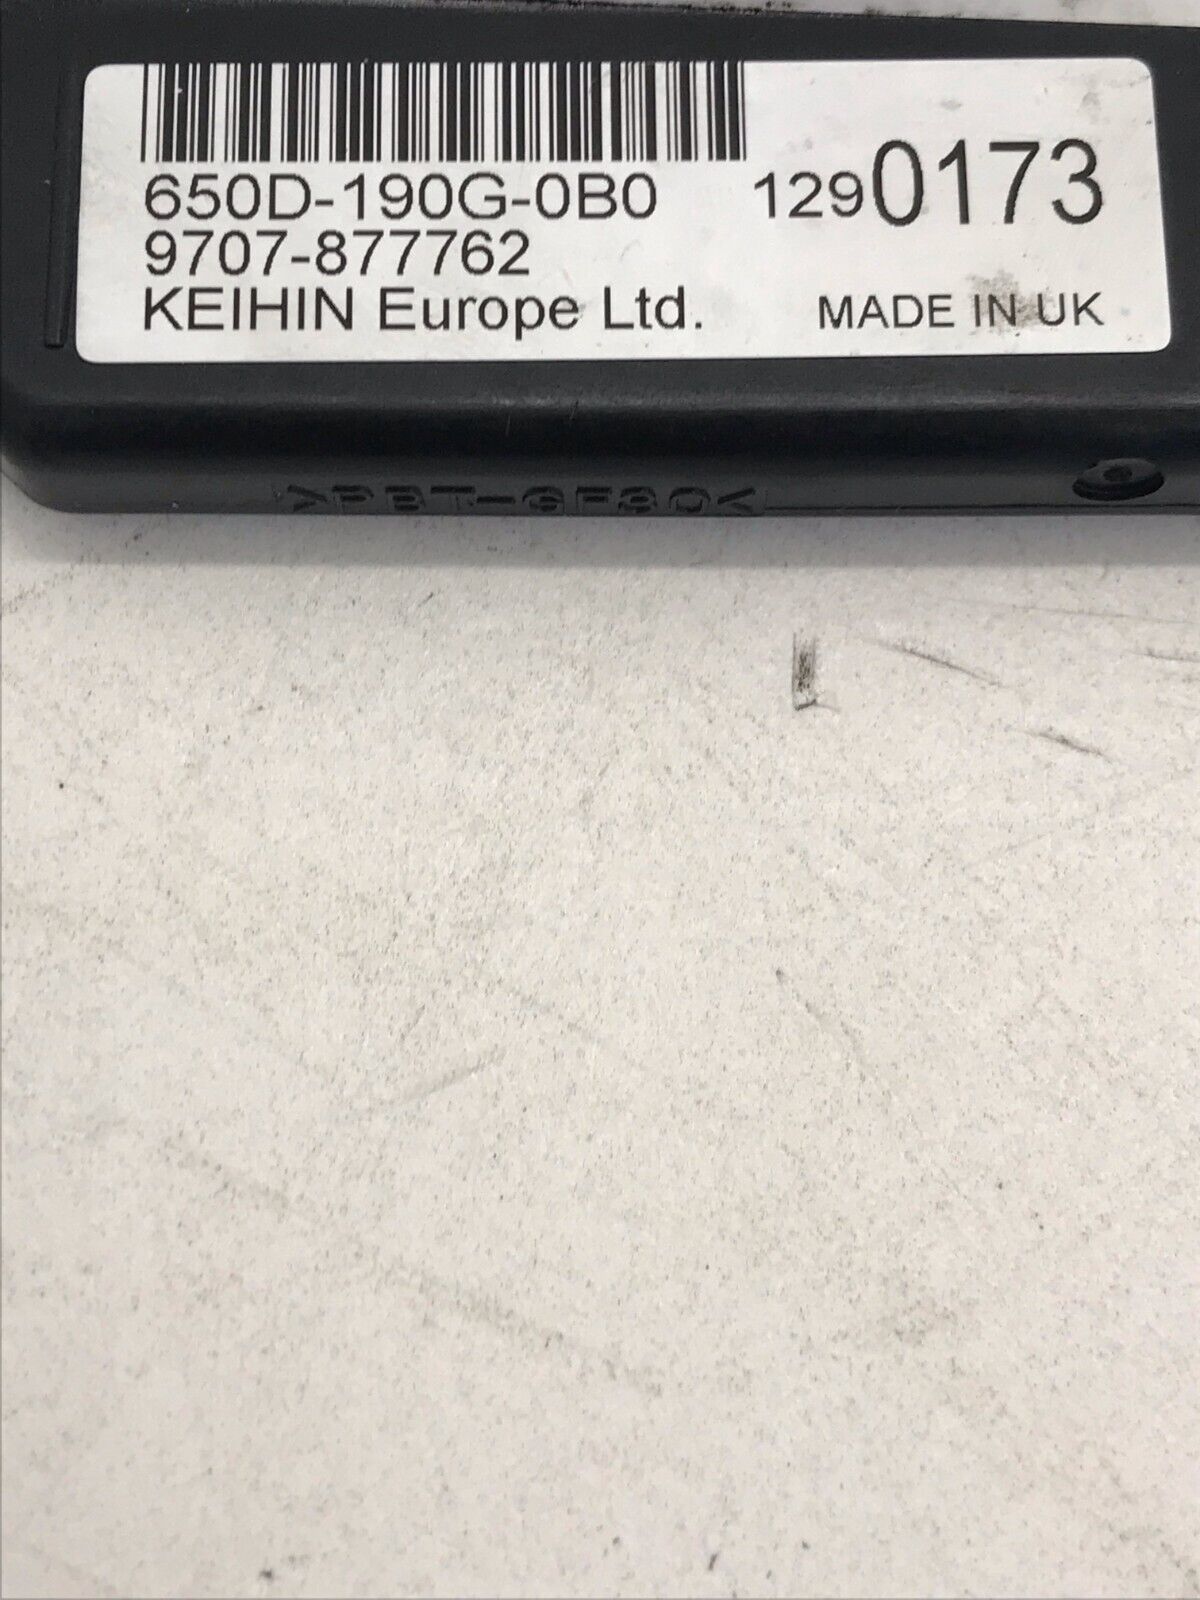 650D-190G-0B0 1290173
9707-877762
KEIHIN Europe Ltd. MADE IN UK
>PBT-GF30<